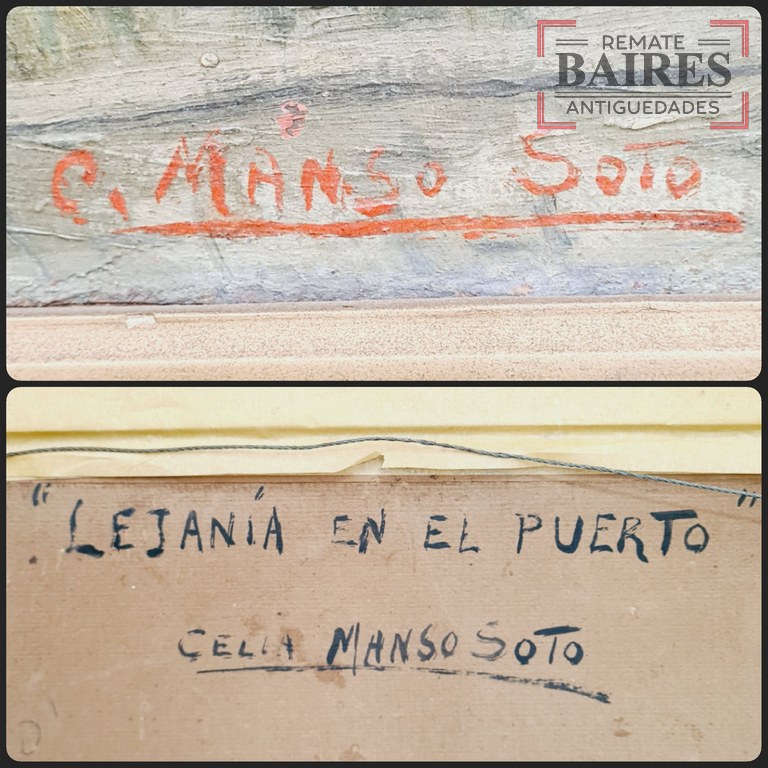 REMATE
BAIRES
ANTIGUEDADES
C. MANSO SOTO
"LEJANÍA EN EL PUERTO"
CELIA MANSO SOTO